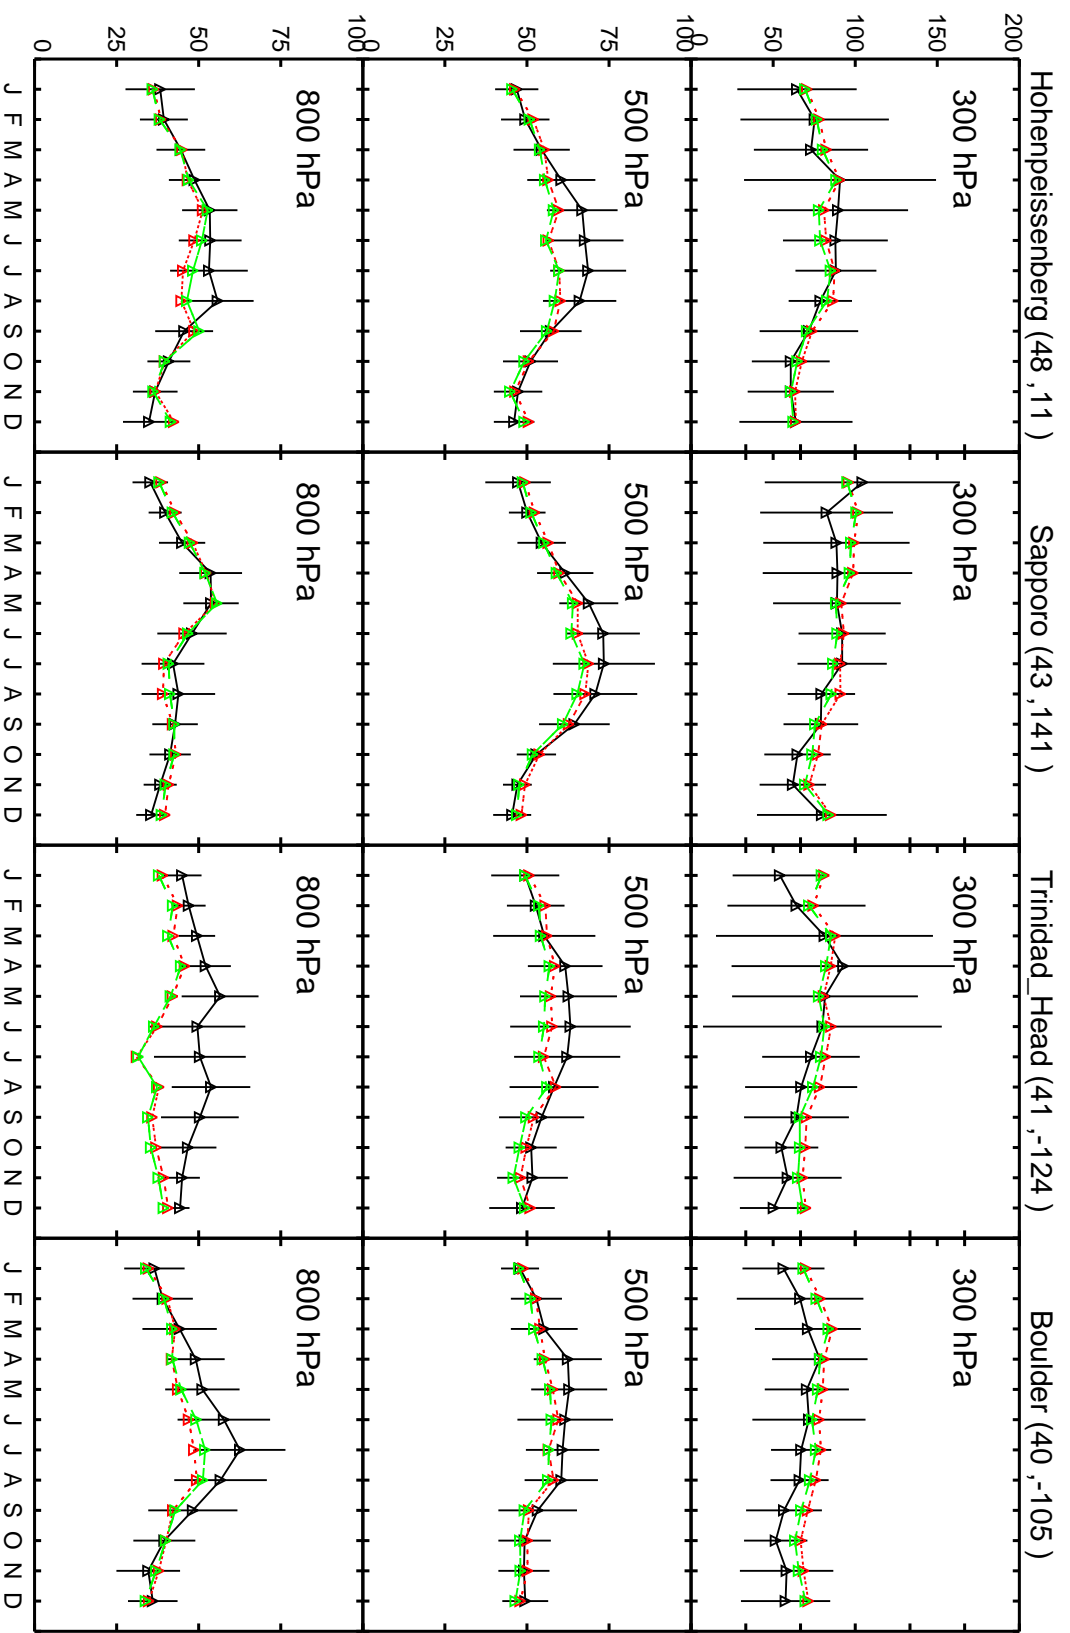 Hohenpeissenberg (48 ,11 )
Sapporo (43 ,141 )
Trinidad_Head (41 ,-124 )
Boulder (40 ,-105 )
200
150
100
50
0
300 hPa
300 hPa
300 hPa
300 hPa
100
75
50
25
0
500 hPa
500 hPa
500 hPa
500 hPa
100
75
50
25
0
800 hPa
800 hPa
800 hPa
800 hPa
J F M A M J J A S O N D
J F M A M J J A S O N D
J F M A M J J A S O N D
J F M A M J J A S O N D